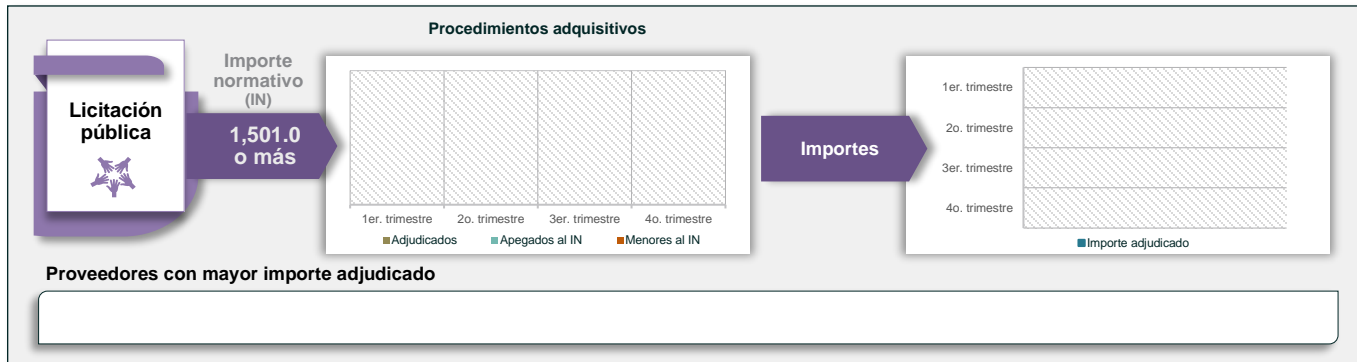 Procedimientos adquisitivos
Licitación
pública
Importe
normativo
(IN)
1,501.0
o más
1er. trimestre
2o. trimestre
3er. trimestre
4o. trimestre
Adjudicados
Apegados al IN
Menores al IN
Importes
1er. trimestre
2o. trimestre
3er. trimestre
4o. trimestre
Importe adjudicado
Proveedores con mayor importe adjudicado